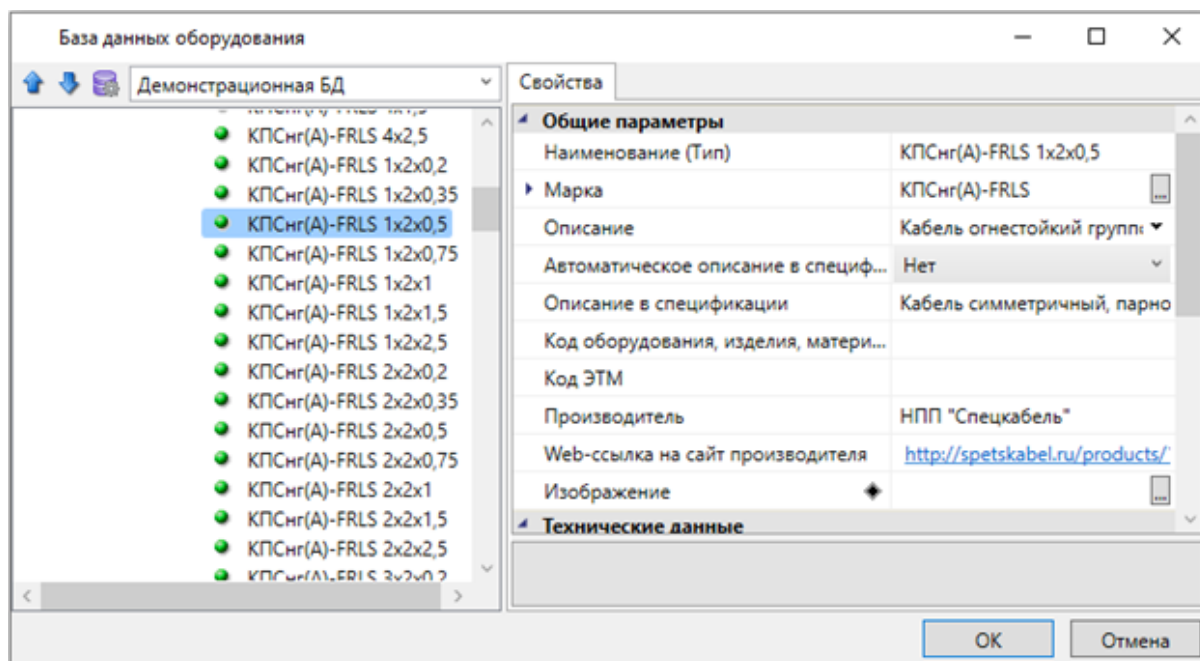 База данных оборудования
Демонстрационная БД
КПСнг(А)-FRLS 4x2,5
КПСнг(А)-FRLS 1x2x0,2
КПСнг(А)-FRLS 1x2x0,35
КПСнг(А)-FRLS 1x2x0,5
КПСнг(А)-FRLS 1x2x0,75
КПСнг(А)-FRLS 1x2x1
КПСнг(А)-FRLS 1x2x1,5
КПСнг(А)-FRLS 1x2x2,5
КПСнг(А)-FRLS 2x2x0,2
КПСнг(А)-FRLS 2x2x0,35
КПСнг(А)-FRLS 2x2x0,5
КПСнг(А)-FRLS 2x2x0,75
КПСнг(А)-FRLS 2x2x1
КПСнг(А)-FRLS 2x2x1,5
КПСнг(А)-FRLS 2x2x2,5
КПСнг(А)-FRLS 3x2x0,2
Свойства
Общие параметры
Наименование (Тип) КПСнг(А)-FRLS 1x2x0,5
Марка КПСнг(А)-FRLS ...
Описание Кабель огнестойкий групп
Автоматическое описание в специф... Нет
Описание в спецификации Кабель симметричный, парно
Код оборудования, изделия, матери...
Код ЭТМ
Производитель НПП "Спецкабель"
Web-ссылка на сайт производителя http://spetskabel.ru/products/
Изображение ...
Технические данные
ОК Отмена